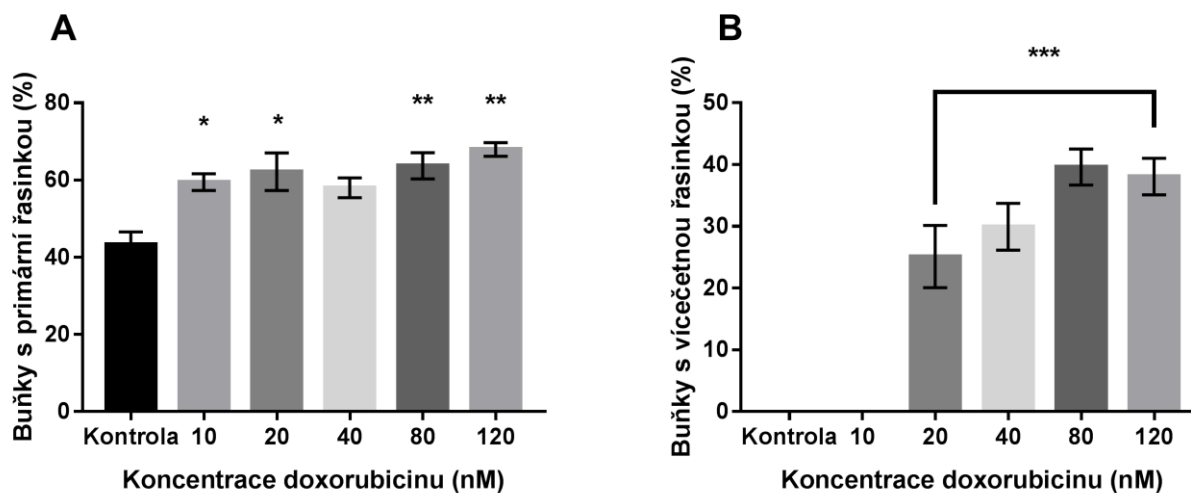 A
Buňky s primární řasinkou (%)
80
60
40
20
0
* * ** **
Kontrola 10 20 40 80 120
Koncentrace doxorubicinu (nM)
B
Buňky s vícečetnou řasinkou (%)
50
40
30
20
10
0
***
Kontrola 10 20 40 80 120
Koncentrace doxorubicinu (nM)